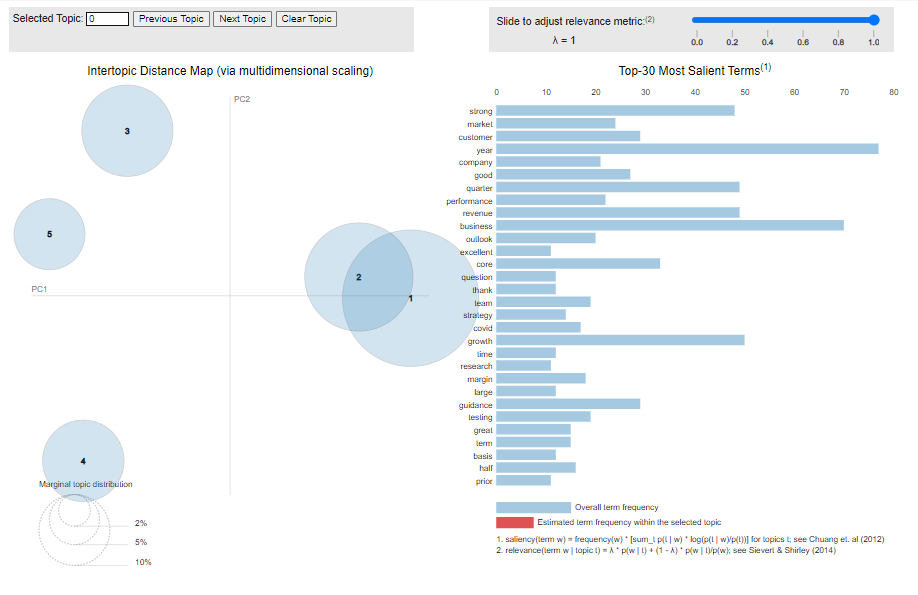 Selected Topic: 0 Previous Topic Next Topic Clear Topic
Slide to adjust relevance metric:(2)
λ = 1
0.0 0.2 0.4 0.6 0.8 1.0
Intertopic Distance Map (via multidimensional scaling)
PC2
3
5
2
1
PC1
4
Marginal topic distribution
2%
5%
10%
Top-30 Most Salient Terms(1)
0 10 20 30 40 50 60 70 80
strong
market
customer
year
company
good
quarter
performance
revenue
business
outlook
excellent
core
question
thank
team
strategy
covid
growth
time
research
margin
large
guidance
testing
great
term
basis
half
prior
Overall term frequency
Estimated term frequency within the selected topic
1. saliency(term w) = frequency(w) * [sum_t p(t | w) * log(p(t | w)/p(t))] for topics t; see Chuang et. al (2012)
2. relevance(term w | topic t) = λ * p(w | t) + (1 - λ) * p(w | t)/p(w); see Sievert & Shirley (2014)